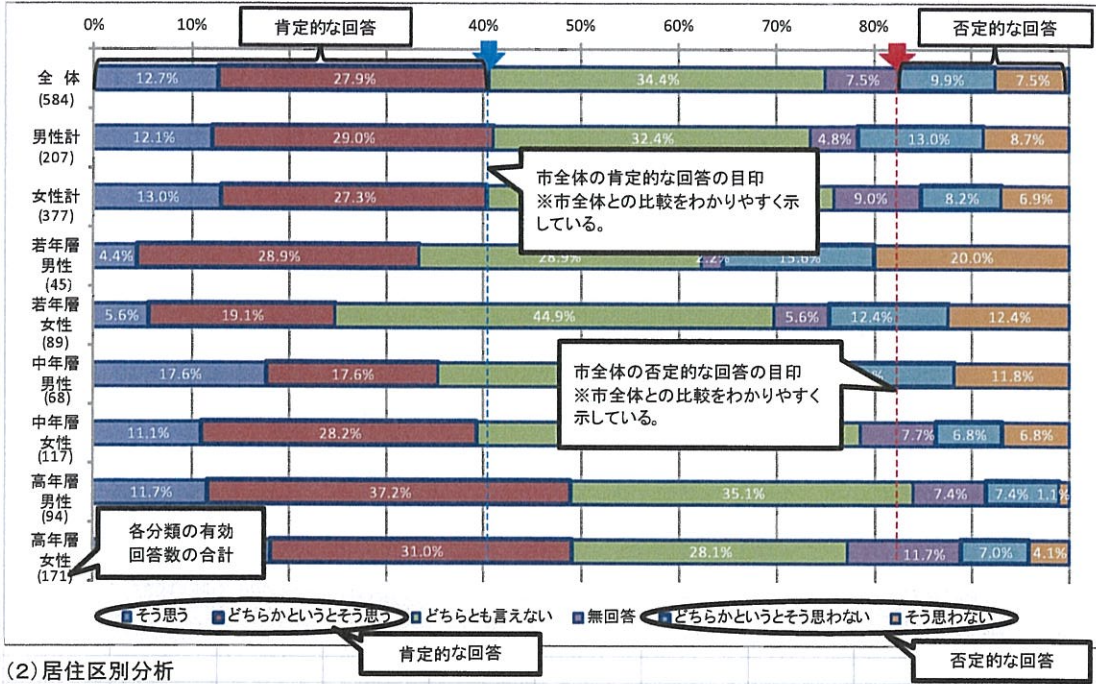 肯定的な回答
否定的な回答
0% 10% 20% 30% 40% 50% 60% 70% 80%
全 体
(584)
12.7% 27.9% 34.4% 7.5% 9.9% 7.5%
男性計
(207)
12.1% 29.0% 32.4% 4.8% 13.0% 8.7%
女性計
(377)
13.0% 27.3% 9.0% 8.2% 6.9%
市全体の肯定的な回答の目印
※市全体との比較をわかりやすく示
している。
若年層
男性
(45)
4.4% 28.9% 28.9% 2.2% 15.6% 20.0%
若年層
女性
(89)
5.6% 19.1% 44.9% 5.6% 12.4% 12.4%
中年層
男性
(68)
17.6% 17.6% 11.8%
市全体の否定的な回答の目印
※市全体との比較をわかりやすく
示している。
中年層
女性
(117)
11.1% 28.2% 7.7% 6.8% 6.8%
高年層
男性
(94)
11.7% 37.2% 35.1% 7.4% 7.4% 1.1%
各分類の有効
回答数の合計
高年層
女性
(171)
31.0% 28.1% 11.7% 7.0% 4.1%
そう思う どちらかというとそう思う どちらとも言えない 無回答 どちらかというとそう思わない そう思わない
肯定的な回答
否定的な回答
(2)居住区別分析